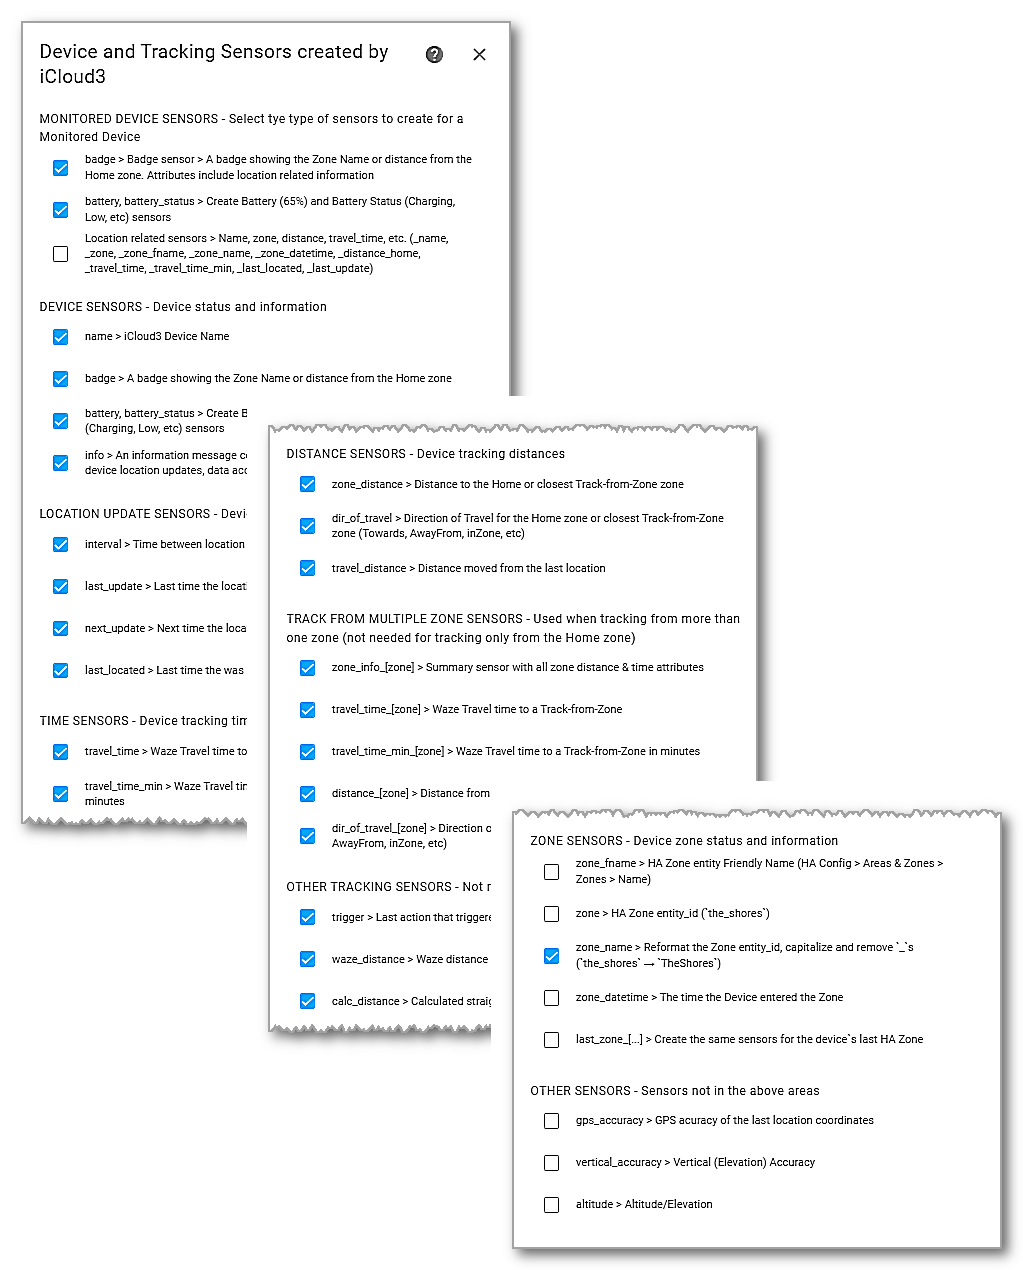 Device and Tracking Sensors created by
iCloud3
MONITORED DEVICE SENSORS - Select tye type of sensors to create for a
Monitored Device
badge > Badge sensor > A badge showing the Zone Name or distance from the
Home zone. Attributes include location related information
battery, battery_status > Create Battery (65%) and Battery Status (Charging,
Low, etc) sensors
Location related sensors > Name, zone, distance, travel_time, etc. (_name,
_zone, _zone_fname, _zone_name, _zone_datetime, _distance_home,
_travel_time, _travel_time_min, _last_located, _last_update)
DEVICE SENSORS - Device status and information
name > iCloud3 Device Name
badge > A badge showing the Zone Name or distance from the Home zone
battery, battery_status > Create B
(Charging, Low, etc) sensors
info > An information message
device location updates, data
LOCATION UPDATE SENSORS -
interval > Time between location
last_update > Last time the
next_update > Next time the
last_located > Last time the was
TIME SENSORS - Device tracking
travel_time > Waze Travel time to
travel_time_min > Waze Travel
minutes
DISTANCE SENSORS - Device tracking distances
zone_distance > Distance to the Home or closest Track-from-Zone zone
dir_of_travel > Direction of Travel for the Home zone or closest Track-from-Zone
zone (Towards, AwayFrom, inZone, etc)
travel_distance > Distance moved from the last location
TRACK FROM MULTIPLE ZONE SENSORS - Used when tracking from more than
one zone (not needed for tracking only from the Home zone)
zone_info_[zone] > Summary sensor with all zone distance & time attributes
travel_time_[zone] > Waze Travel time to a Track-from-Zone
travel_time_min_[zone] > Waze Travel time to a Track-from-Zone in minutes
distance_[zone] > Distance from
dir_of_travel_[zone] > Direction
AwayFrom, inZone, etc)
OTHER TRACKING SENSORS - Not
trigger > Last action that
waze_distance > Waze distance
calc_distance > Calculated
ZONE SENSORS - Device zone status and information
zone_fname > HA Zone entity Friendly Name (HA Config > Areas & Zones >
Zones > Name)
zone > HA Zone entity_id (`the_shores`)
zone_name > Reformat the Zone entity_id, capitalize and remove `_`s
(`the_shores` → `TheShores`)
zone_datetime > The time the Device entered the Zone
last_zone_[...] > Create the same sensors for the device`s last HA Zone
OTHER SENSORS - Sensors not in the above areas
gps_accuracy > GPS acuracy of the last location coordinates
vertical_accuracy > Vertical (Elevation) Accuracy
altitude > Altitude/Elevation